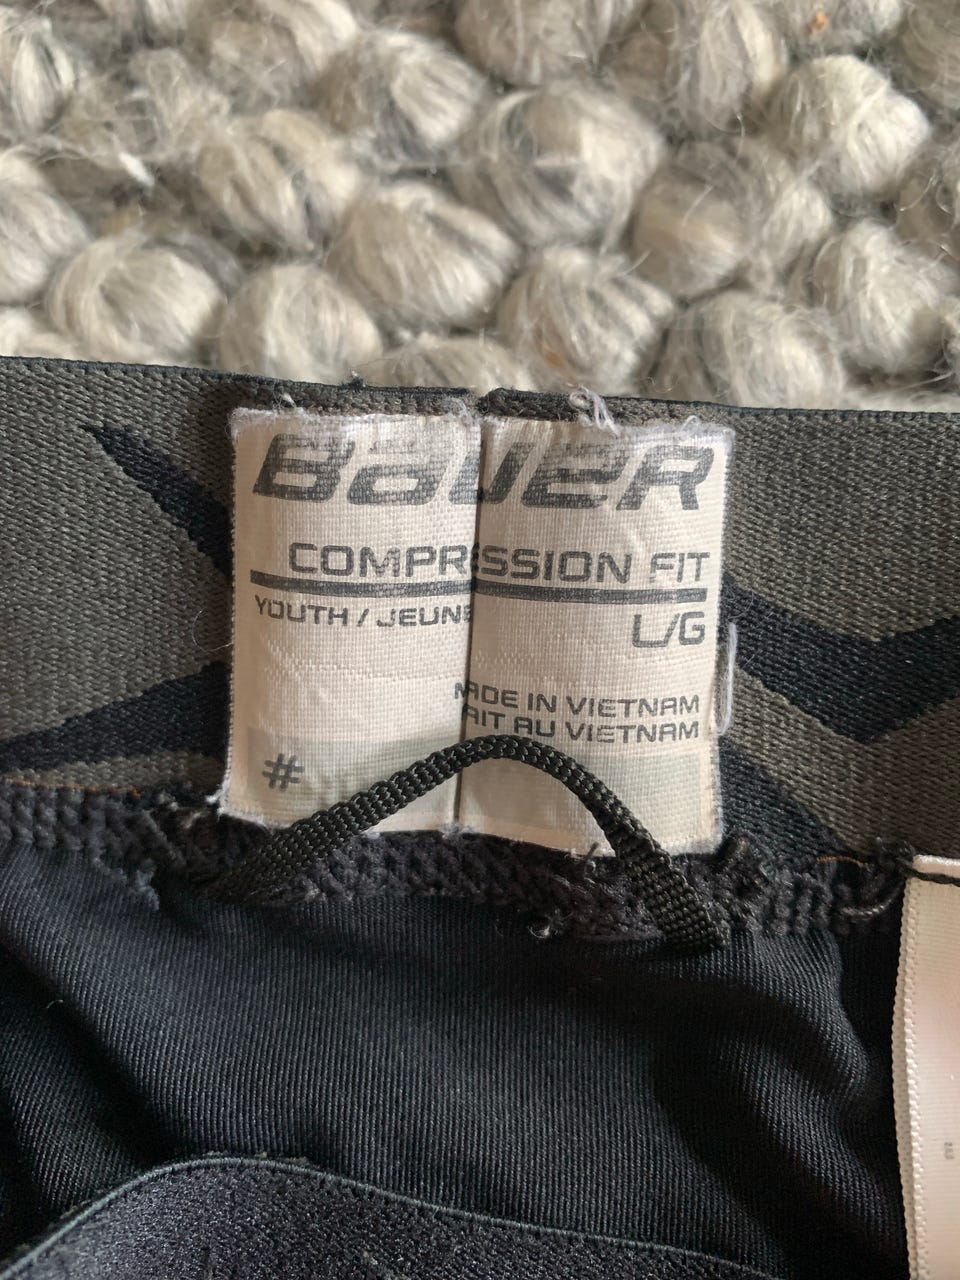 BAUER
COMPRESSION FIT
YOUTH / JEUNE
L/G
MADE IN VIETNAM
FAIT AU VIETNAM
#